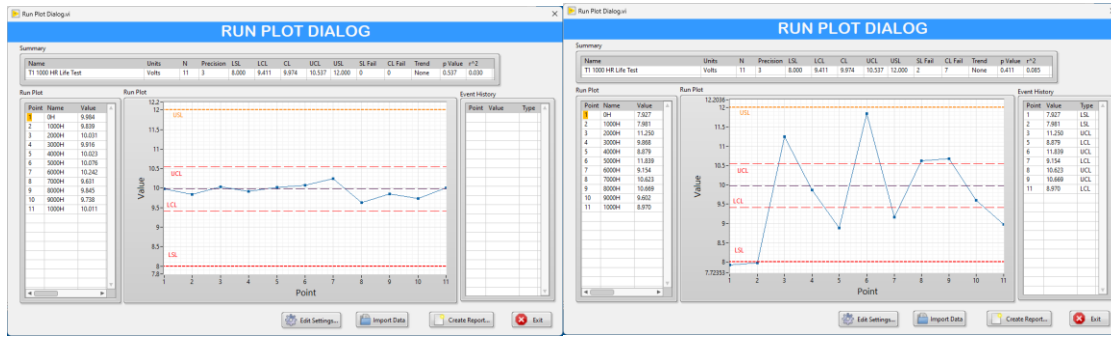 Run Plot Dialog.vi
RUN PLOT DIALOG
Summary
Name Units N Precision LSL LCL CL UCL USL SL Fail CL Fail Trend p Value r^2
TI 1000 HR Life Test Volts 11 3 8.000 9.411 9.974 10.537 12.000 0 0 None 0.537 0.030
Run Plot
Point Name Value
1 0H 9.984
2 1000H 9.839
3 2000H 10.031
4 3000H 9.916
5 4000H 10.023
6 5000H 10.076
7 6000H 10.242
8 7000H 9.631
9 8000H 9.845
10 9000H 9.738
11 1000H 10.011
Run Plot
Value
12.2
12
11.5
11
10.5
10
9.5
9
8.5
8
7.8
USL
UCL
LCL
LSL
1 2 3 4 5 6 7 8 9 10 11
Point
Event History
Point Value Type
Edit Settings...
Import Data
Create Report...
Exit
Run Plot Dialog.vi
RUN PLOT DIALOG
Summary
Name Units N Precision LSL LCL CL UCL USL SL Fail CL Fail Trend p Value r^2
TI 1000 HR Life Test Volts 11 3 8.000 9.411 9.974 10.537 12.000 2 7 None 0.411 0.085
Run Plot
Point Name Value
1 0H 7.927
2 1000H 7.981
3 2000H 11.250
4 3000H 9.868
5 4000H 8.879
6 5000H 11.839
7 6000H 9.154
8 7000H 10.623
9 8000H 10.669
10 9000H 9.602
11 1000H 8.970
Run Plot
Value
12.2036
12
11.5
11
10.5
10
9.5
9
8.5
8
7.72353
USL
UCL
LCL
LSL
1 2 3 4 5 6 7 8 9 10 11
Point
Event History
Point Value Type
1 7.927 LSL
2 7.981 LSL
3 11.250 UCL
5 8.879 LCL
6 11.839 UCL
7 9.154 LCL
8 10.623 UCL
9 10.669 UCL
11 8.970 LCL
Edit Settings...
Import Data
Create Report...
Exit